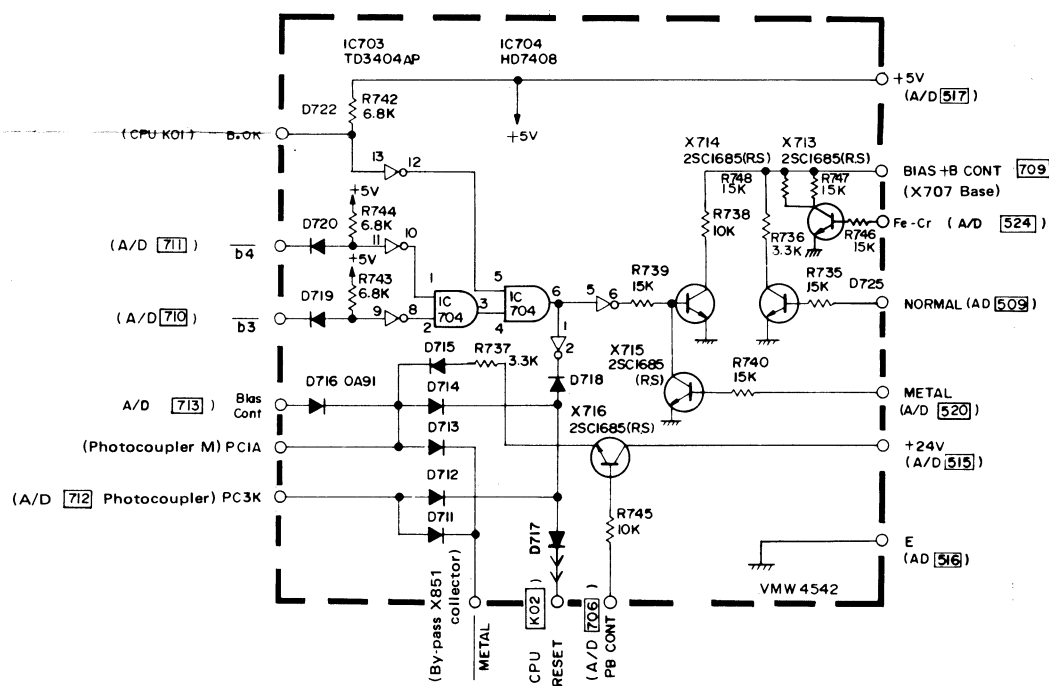 IC703
TD3404AP
IC704
HD7408
+5V
(A/D 517)
D722
R742
6.8K
+5V
(CPU K01) B.OK
13
12
X714
2SC1685(RS)
X713
2SC1685(RS)
BIAS +B CONT 709
(X707 Base)
R748
15K
R747
15K
+5V
D720
R744
6.8K
(A/D 711)
b4
11
10
R738
10K
R736
3.3K
R746
15K
Fe-Cr (A/D 524)
+5V
D719
R743
6.8K
(A/D 710)
b3
9
8
1
2
IC
704
3
5
4
IC
704
6
5
6
R739
15K
R735
15K
D725
NORMAL (AD 509)
1
2
D715
R737
3.3K
D716 OA91
D714
D718
X715
2SC1685
(RS)
R740
15K
A/D 713)
Bias
Cont
METAL
(A/D 520)
D713
X716
2SC1685(RS)
(Photocoupler M) PC1A
+24V
(A/D 515)
D712
(A/D 712 Photocoupler) PC3K
D711
D717
R745
10K
E
(AD 516)
VMW 4542
(By-pass X851
collector)
METAL
CPU K02
RESET
(A/D 706)
PB CONT